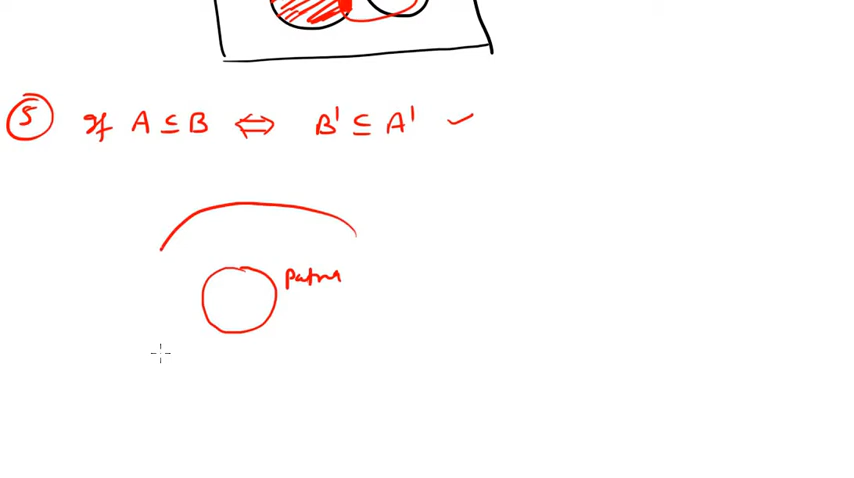 5 If A ⊆ B ⇔ B' ⊆ A' ✓
Patna